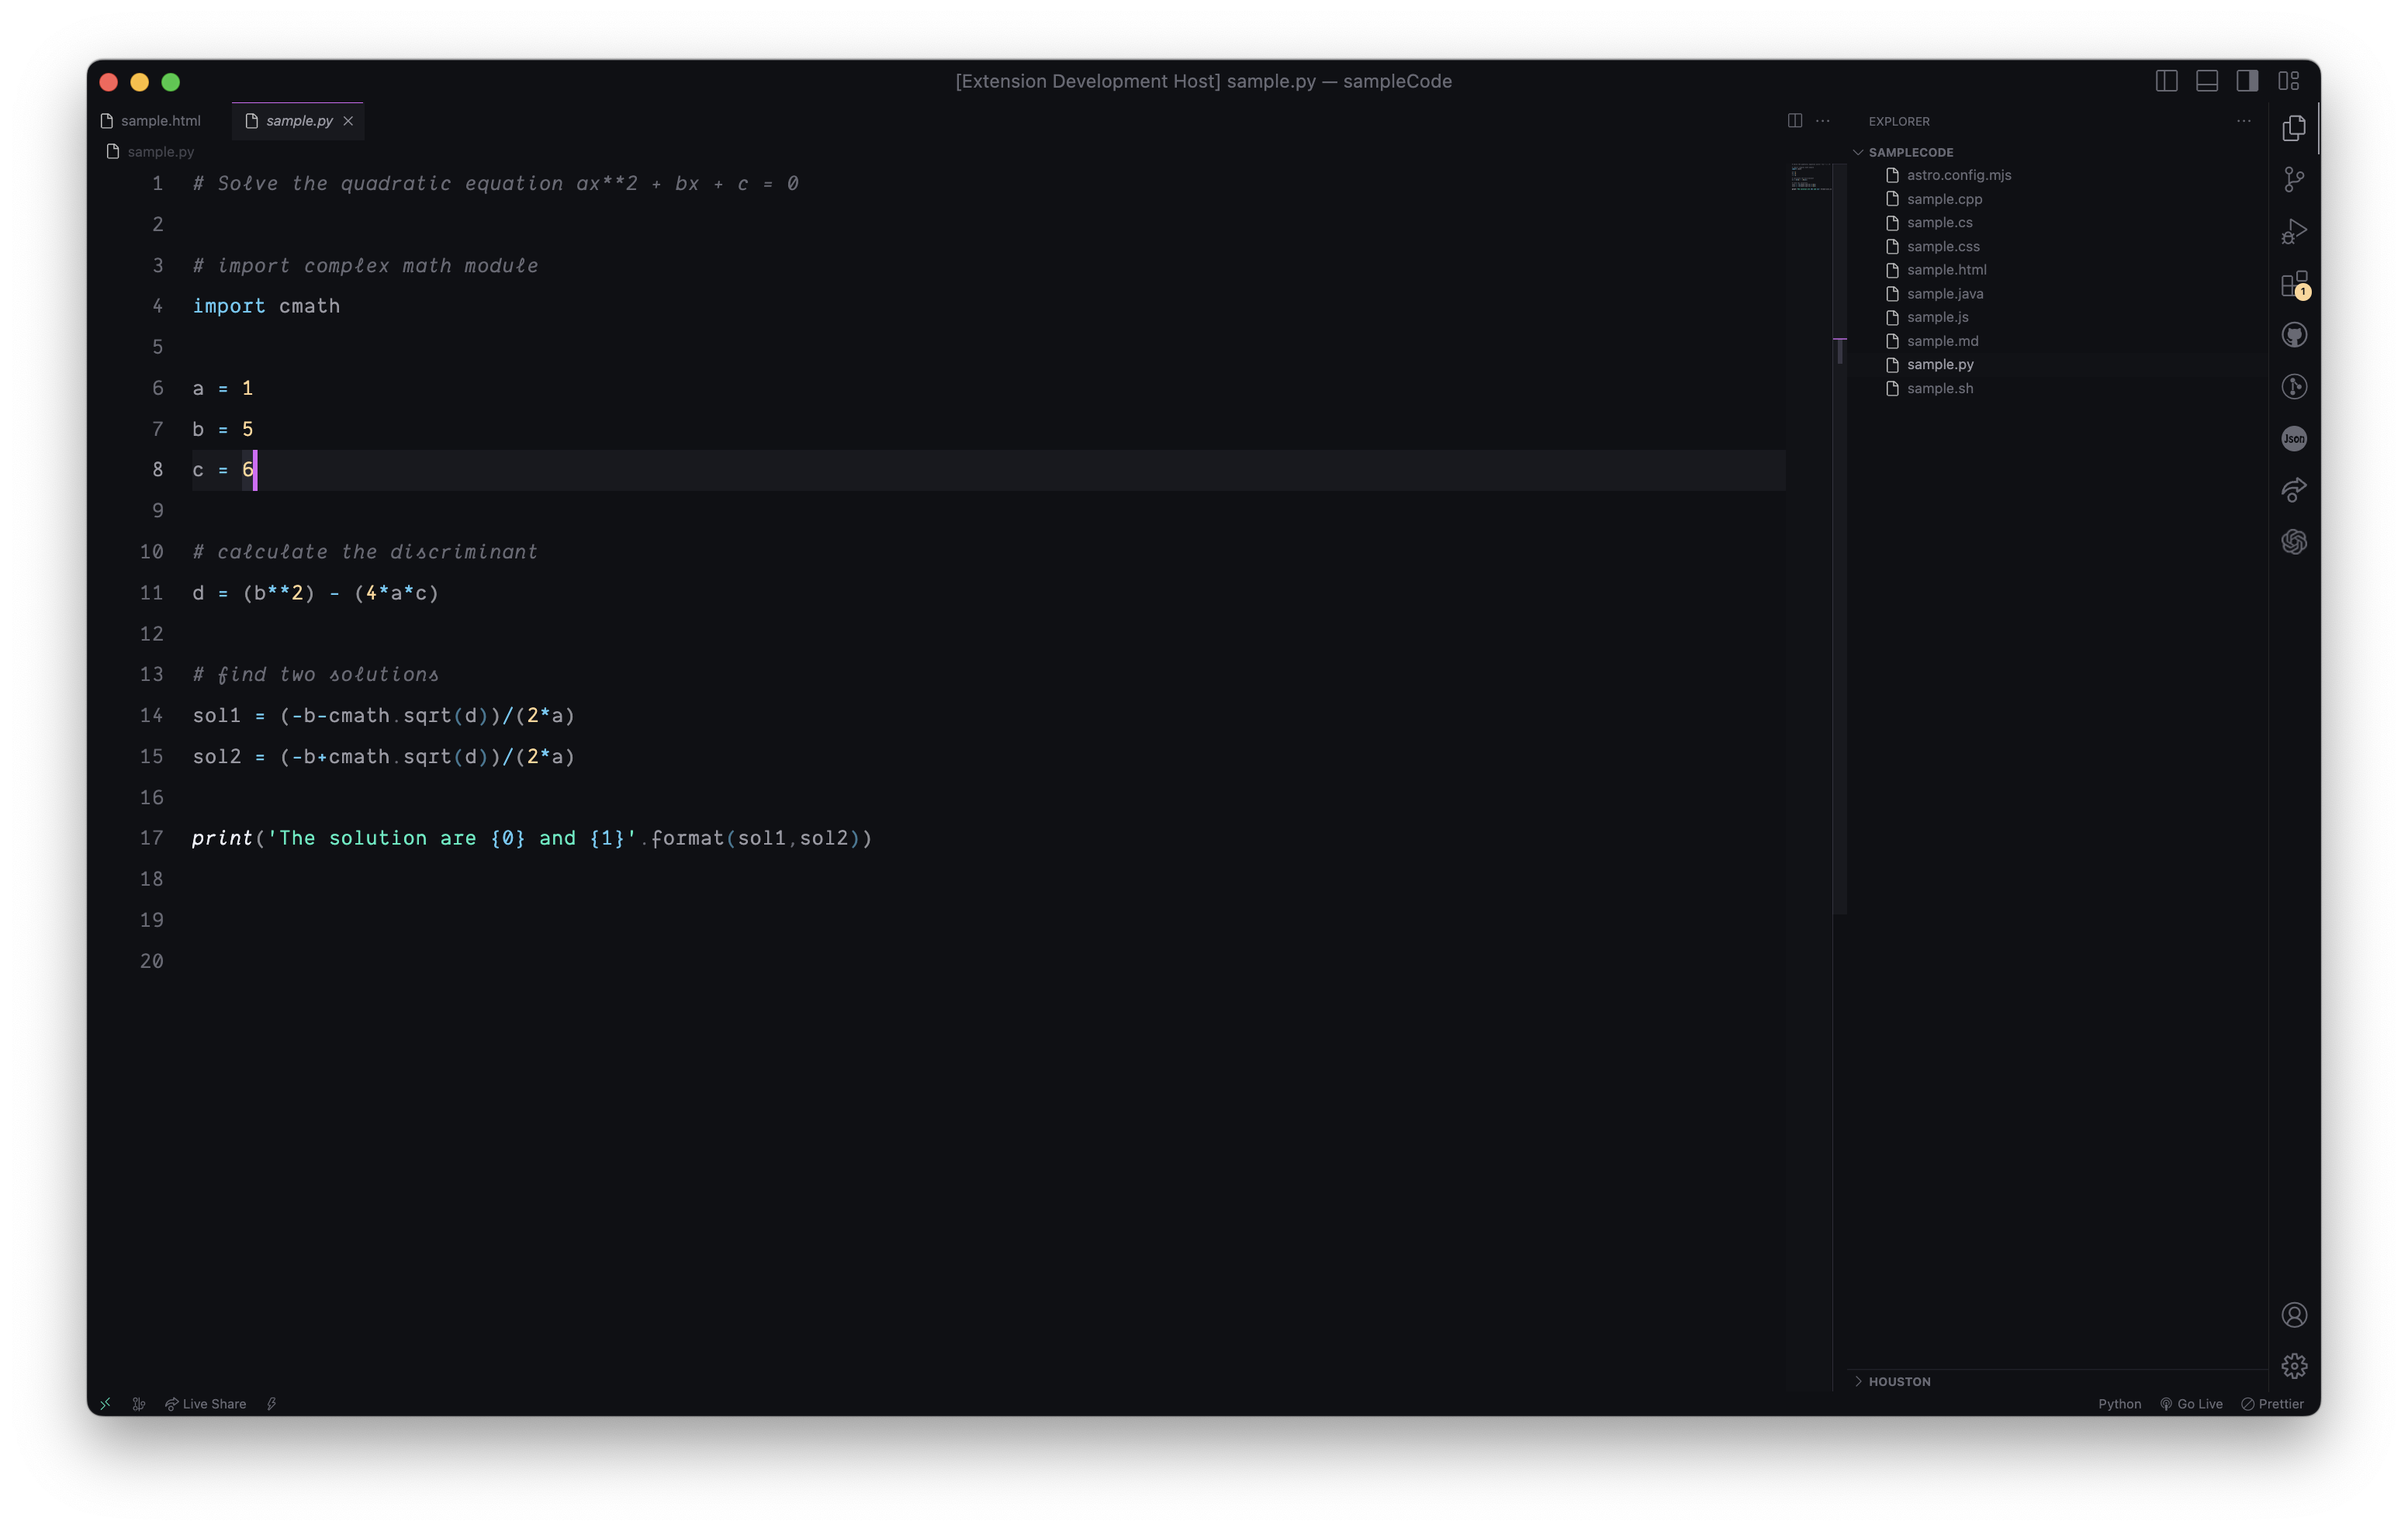 [Extension Development Host] sample.py — sampleCode
sample.html
sample.py
sample.py
1 # Solve the quadratic equation ax**2 + bx + c = 0
2
3 # import complex math module
4 import cmath
5
6 a = 1
7 b = 5
8 c = 6
9
10 # calculate the discriminant
11 d = (b**2) - (4*a*c)
12
13 # find two solutions
14 sol1 = (-b-cmath.sqrt(d))/(2*a)
15 sol2 = (-b+cmath.sqrt(d))/(2*a)
16
17 print('The solution are {0} and {1}'.format(sol1,sol2))
18
19
20
EXPLORER
SAMPLECODE
astro.config.mjs
sample.cpp
sample.cs
sample.css
sample.html
sample.java
sample.js
sample.md
sample.py
sample.sh
HOUSTON
1
Json
Live Share
Python
Go Live
Prettier